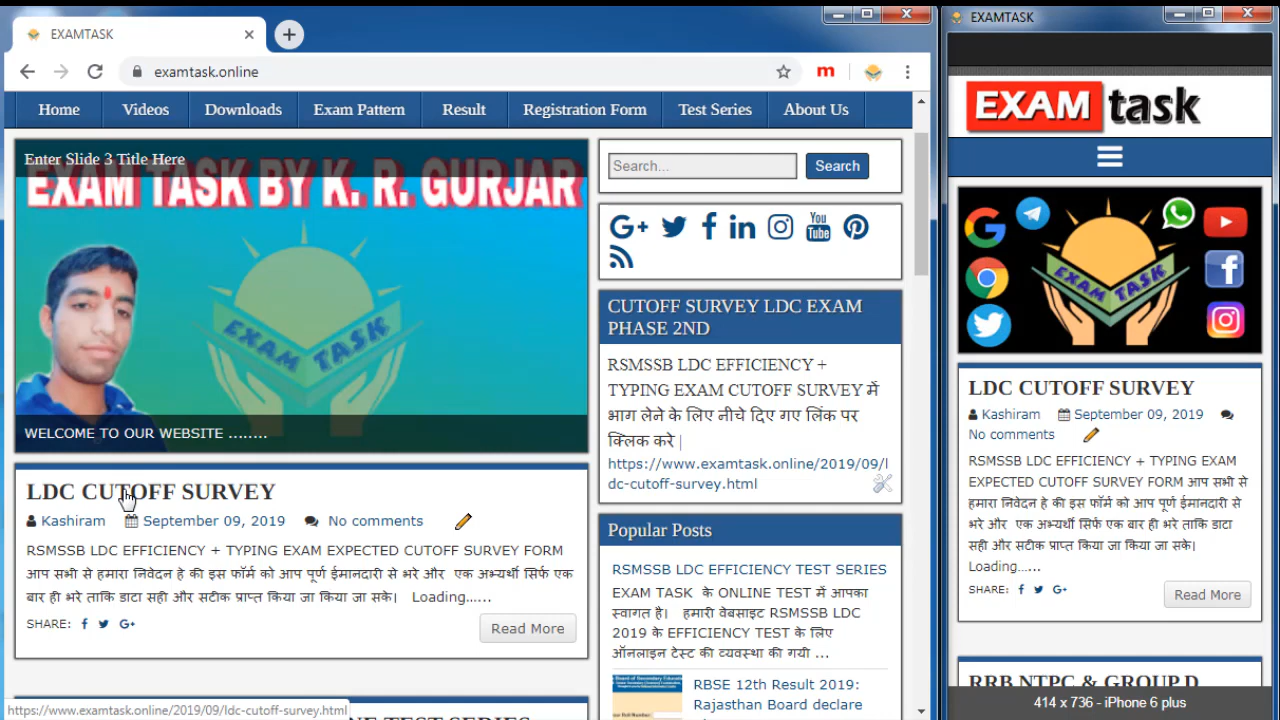 EXAMTASK
examtask.online
m
Home Videos Downloads Exam Pattern Result Registration Form Test Series About Us
Enter Slide 3 Title Here
EXAM TASK BY K. R. GURJAR
EXAM TASK
WELCOME TO OUR WEBSITE ........
LDC CUTOFF SURVEY
Kashiram September 09, 2019 No comments
RSMSSB LDC EFFICIENCY + TYPING EXAM EXPECTED CUTOFF SURVEY FORM
आप सभी से हमारा निवेदन हे की इस फॉर्म को आप पूर्ण ईमानदारी से भरे और एक अभ्यर्थी सिर्फ एक
बार ही भरे ताकि डाटा सही और सटीक प्राप्त किया जा किया जा सके। Loading......
SHARE:
Read More
https://www.examtask.online/2019/09/ldc-cutoff-survey.html
Search... Search
G+ You Tube
CUTOFF SURVEY LDC EXAM
PHASE 2ND
RSMSSB LDC EFFICIENCY +
TYPING EXAM CUTOFF SURVEY में
भाग लेने के लिए नीचे दिए गए लिंक पर
क्लिक करे |
https://www.examtask.online/2019/09/l
dc-cutoff-survey.html
Popular Posts
RSMSSB LDC EFFICIENCY TEST SERIES
EXAM TASK के ONLINE TEST में आपका
स्वागत है। हमारी वेबसाइट RSMSSB LDC
2019 के EFFICIENCY TEST के लिए
ऑनलाइन टेस्ट की व्यवस्था की गयी ...
RBSE 12th Result 2019:
Rajasthan Board declare
EXAMTASK
EXAM task
EXAM TASK
LDC CUTOFF SURVEY
Kashiram September 09, 2019
No comments
RSMSSB LDC EFFICIENCY + TYPING EXAM
EXPECTED CUTOFF SURVEY FORM आप सभी से
हमारा निवेदन हे की इस फॉर्म को आप पूर्ण ईमानदारी से
भरे और एक अभ्यर्थी सिर्फ एक बार ही भरे ताकि डाटा
सही और सटीक प्राप्त किया जा किया जा सके।
Loading......
SHARE:
Read More
RRB NTPC & GROUP D
414 x 736 - iPhone 6 plus